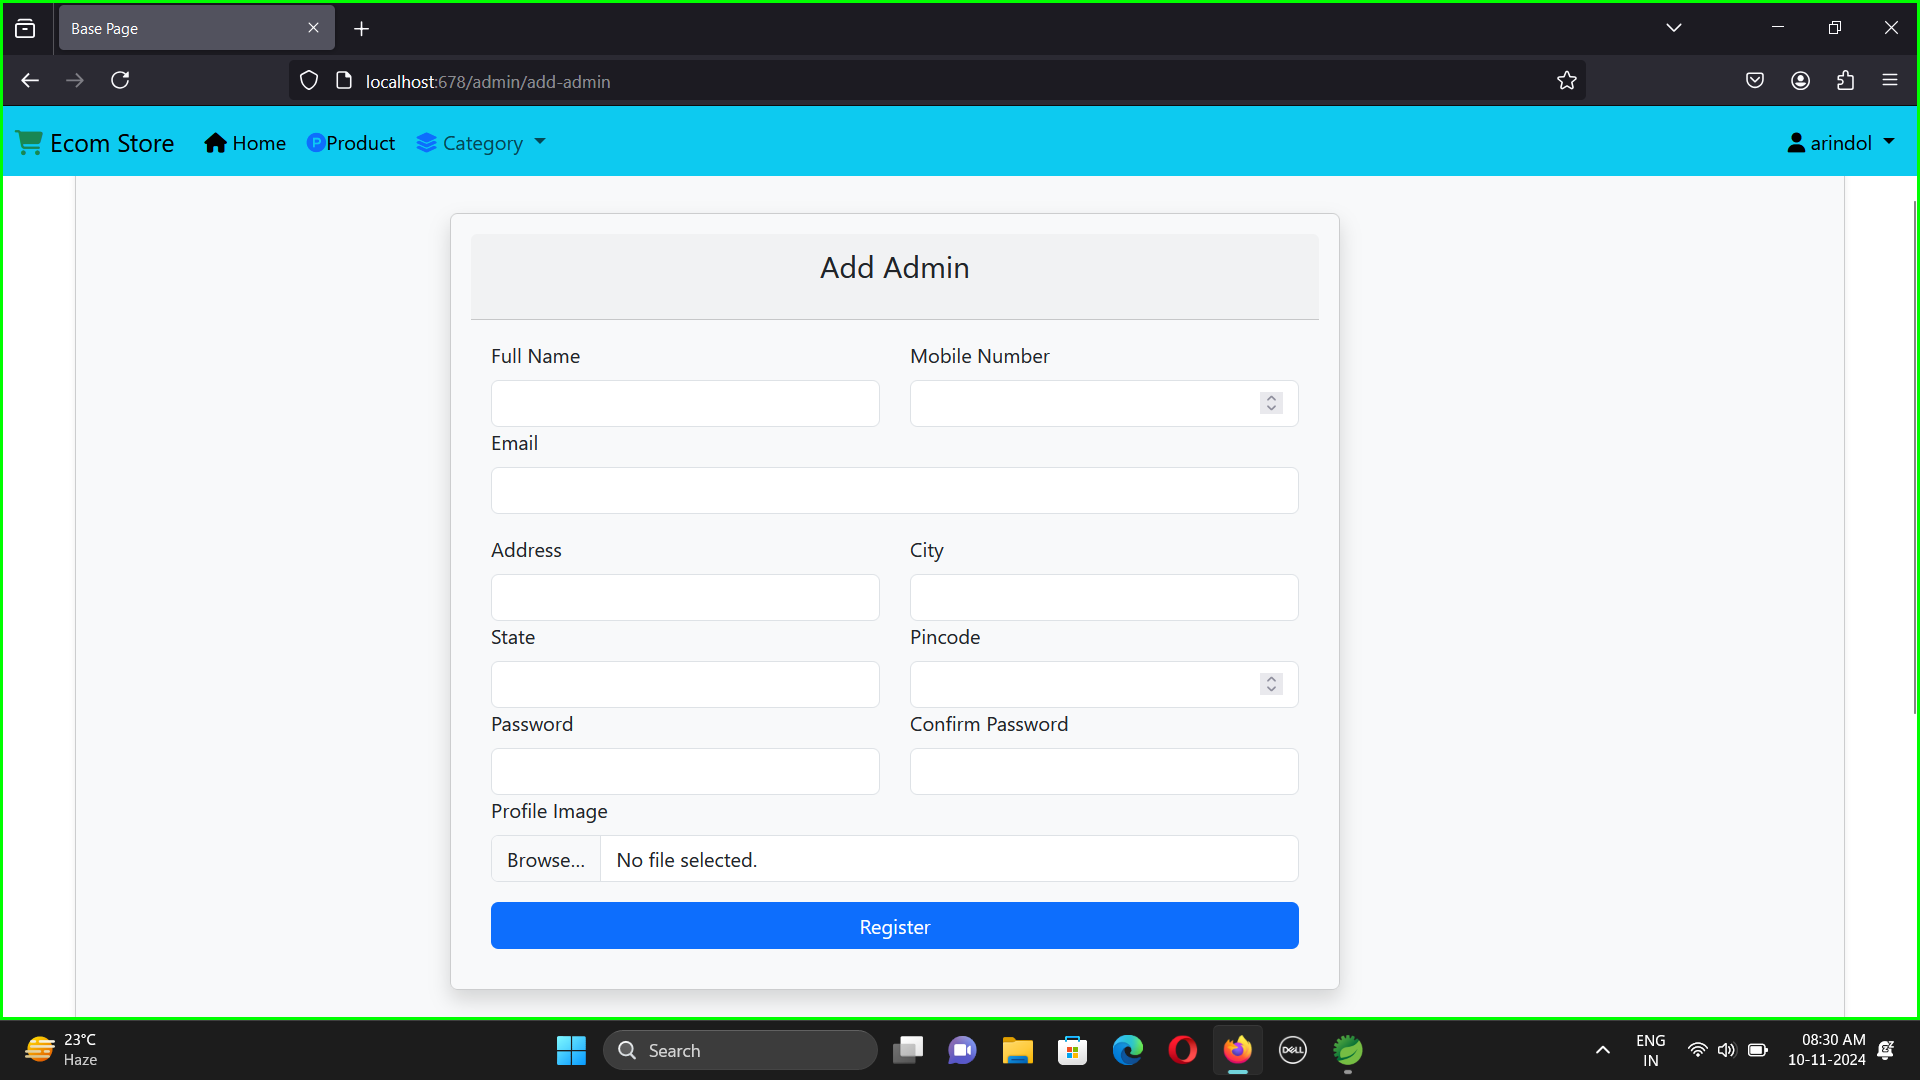 Base Page
localhost:678/admin/add-admin
Ecom Store Home Product Category arindol
Add Admin
Full Name Mobile Number
Email
Address City
State Pincode
Password Confirm Password
Profile Image
Browse... No file selected.
Register
23°C
Haze
Search
DELL
ENG
IN
08:30 AM
10-11-2024